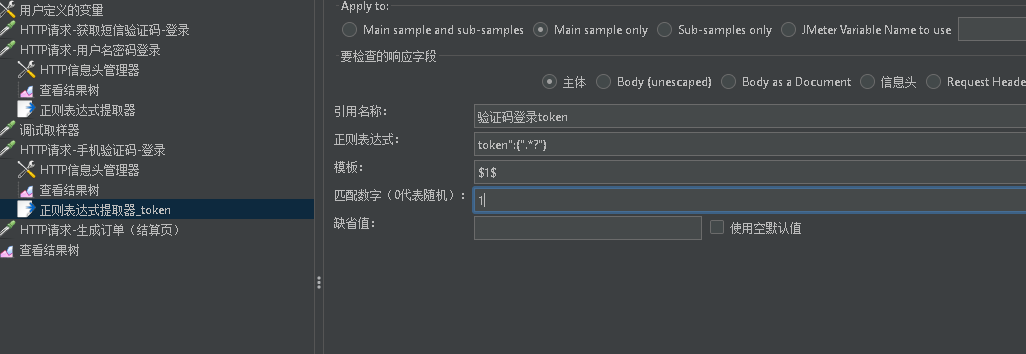 用户定义的变量
HTTP请求-获取短信验证码-登录
HTTP请求-用户名密码登录
HTTP信息头管理器
查看结果树
正则表达式提取器
调试取样器
HTTP请求-手机验证码-登录
HTTP信息头管理器
查看结果树
正则表达式提取器_token
HTTP请求-生成订单（结算页）
查看结果树
Apply to:
Main sample and sub-samples Main sample only Sub-samples only JMeter Variable Name to use
要检查的响应字段
主体 Body (unescaped) Body as a Document 信息头 Request Heade
引用名称: 验证码登录token
正则表达式: token":{".*?"}
模板: $1$
匹配数字（0代表随机）: 1
缺省值: 使用空默认值